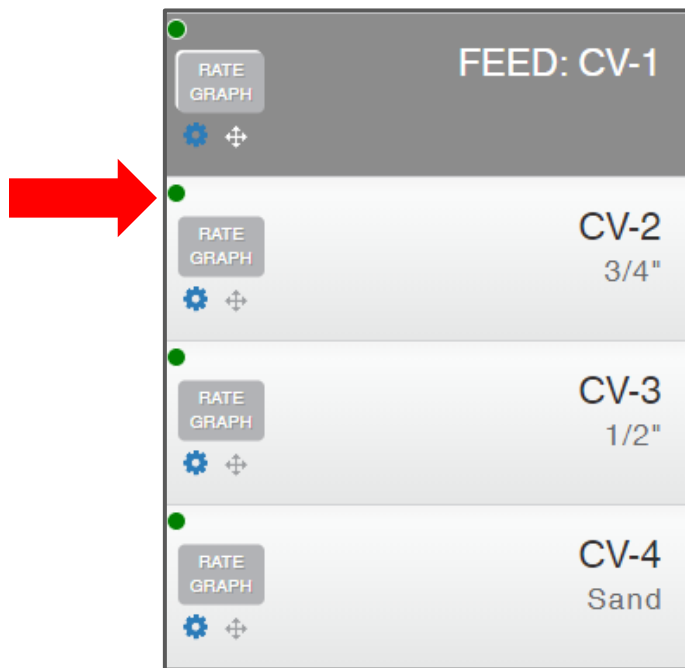 RATE
GRAPH
FEED: CV-1
RATE
GRAPH
CV-2
3/4"
RATE
GRAPH
CV-3
1/2"
RATE
GRAPH
CV-4
Sand